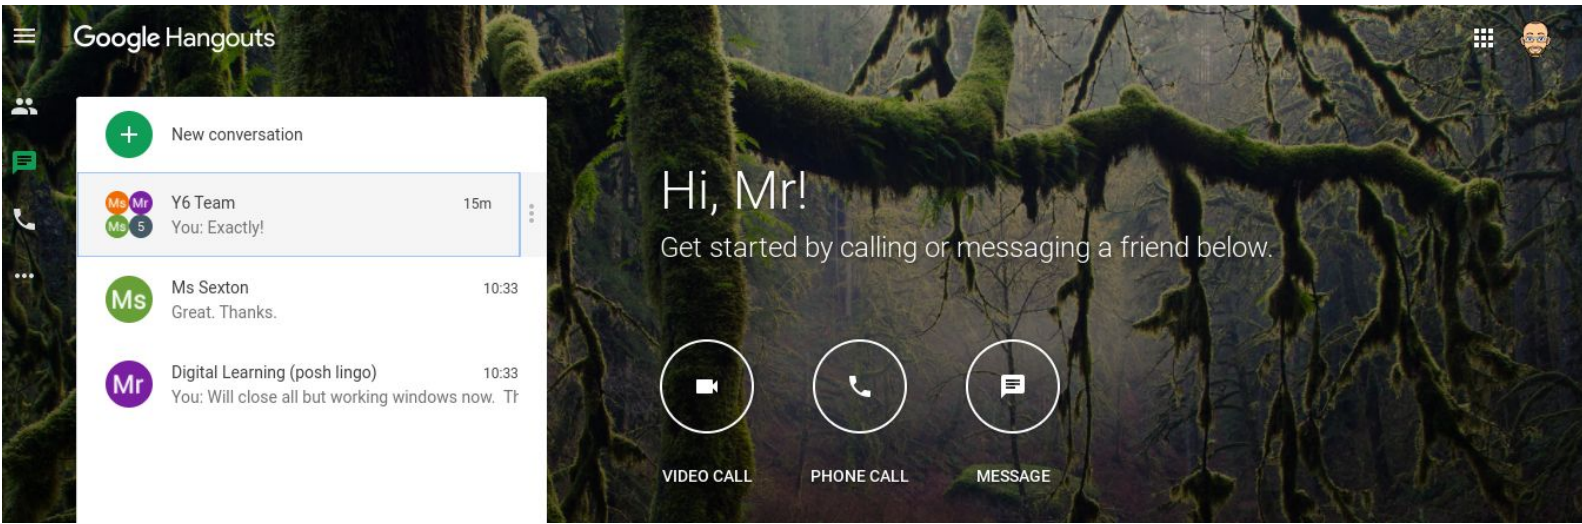 Google Hangouts
New conversation
Ms Mr
Ms 5
Y6 Team 15m
You: Exactly!
Ms
Ms Sexton 10:33
Great. Thanks.
Mr
Digital Learning (posh lingo) 10:33
You: Will close all but working windows now. Th
Hi, Mr!
Get started by calling or messaging a friend below.
VIDEO CALL PHONE CALL MESSAGE